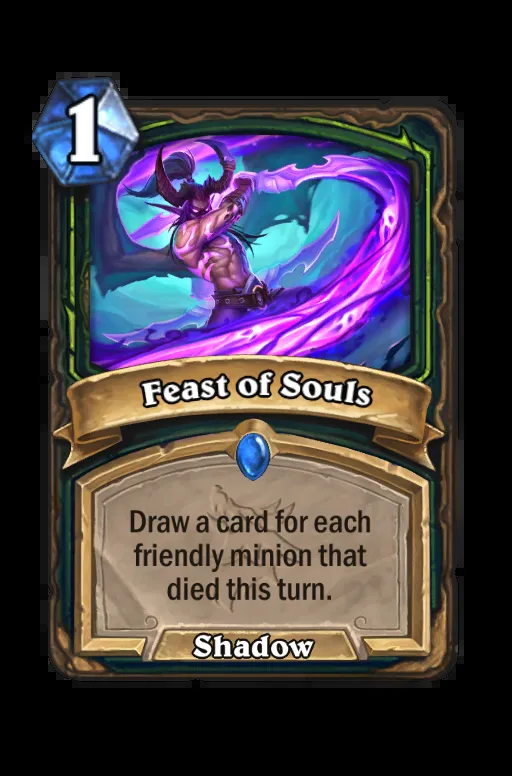 1
Feast of Souls
Draw a card for each
friendly minion that
died this turn.
Shadow